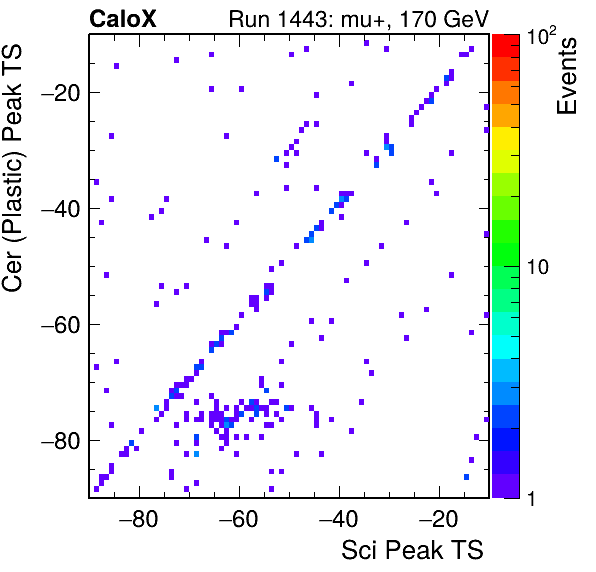 CaloX Run 1443: mu+, 170 GeV
Cer (Plastic) Peak TS
−20
−40
−60
−80
−80 −60 −40 −20
Sci Peak TS
10²
10
1
Events